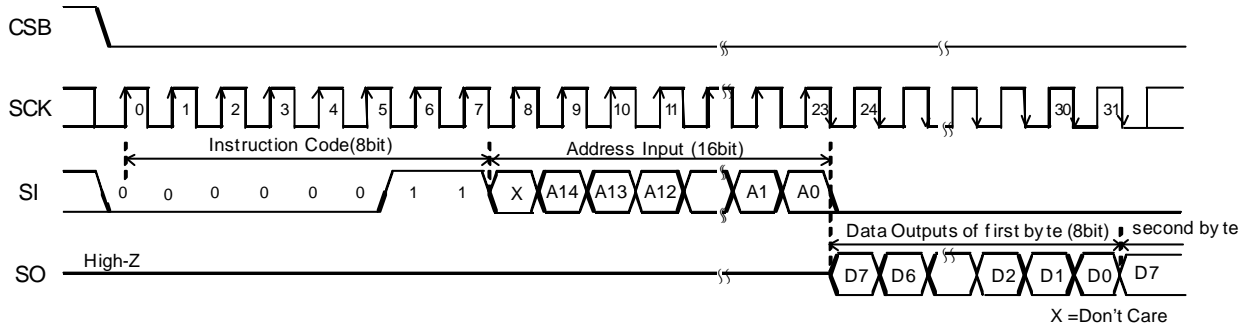 CSB
SCK 0 1 2 3 4 5 6 7 8 9 10 11 23 24 30 31
Instruction Code(8bit) Address Input (16bit)
SI 0 0 0 0 0 0 1 1 X A14 A13 A12 A1 A0
Data Outputs of first byte (8bit) second byte
High-Z
SO D7 D6 D2 D1 D0 D7
X =Don't Care